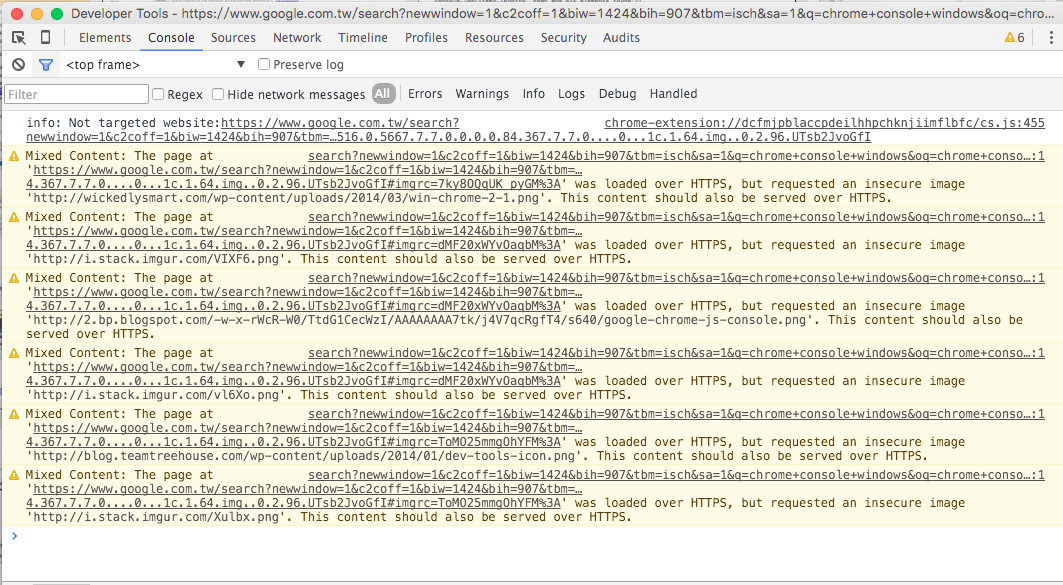 Developer Tools - https://www.google.com.tw/search?newwindow=1&c2coff=1&biw=1424&bih=907&tbm=isch&sa=1&q=chrome+console+windows&oq=chro...
Elements Console Sources Network Timeline Profiles Resources Security Audits 6
<top frame> ▼ Preserve log
Filter Regex Hide network messages All Errors Warnings Info Logs Debug Handled
info: Not targeted website:https://www.google.com.tw/search? chrome-extension://dcfmjpblaccpdeilhhpchknjiimflbfc/cs.js:455
newwindow=1&c2coff=1&biw=1424&bih=907&tbm=…516.0.5667.7.7.0.0.0.0.84.367.7.7.0....0...1c.1.64.img..0.2.96.UTsb2JvoGfI
Mixed Content: The page at search?newwindow=1&c2coff=1&biw=1424&bih=907&tbm=isch&sa=1&q=chrome+console+windows&oq=chrome+conso…:1
'https://www.google.com.tw/search?newwindow=1&c2coff=1&biw=1424&bih=907&tbm=…
4.367.7.7.0....0...1c.1.64.img..0.2.96.UTsb2JvoGfI#imgrc=7ky8OQqUK_pyGM%3A' was loaded over HTTPS, but requested an insecure image
'http://wickedlysmart.com/wp-content/uploads/2014/03/win-chrome-2-1.png'. This content should also be served over HTTPS.
Mixed Content: The page at search?newwindow=1&c2coff=1&biw=1424&bih=907&tbm=isch&sa=1&q=chrome+console+windows&oq=chrome+conso…:1
'https://www.google.com.tw/search?newwindow=1&c2coff=1&biw=1424&bih=907&tbm=…
4.367.7.7.0....0...1c.1.64.img..0.2.96.UTsb2JvoGfI#imgrc=dMF20xWYvOaqbM%3A' was loaded over HTTPS, but requested an insecure image
'http://i.stack.imgur.com/VIXF6.png'. This content should also be served over HTTPS.
Mixed Content: The page at search?newwindow=1&c2coff=1&biw=1424&bih=907&tbm=isch&sa=1&q=chrome+console+windows&oq=chrome+conso…:1
'https://www.google.com.tw/search?newwindow=1&c2coff=1&biw=1424&bih=907&tbm=…
4.367.7.7.0....0...1c.1.64.img..0.2.96.UTsb2JvoGfI#imgrc=dMF20xWYvOaqbM%3A' was loaded over HTTPS, but requested an insecure image
'http://2.bp.blogspot.com/-w-x-rWcR-W0/TtdG1CecWzI/AAAAAAAA7tk/j4V7qcRgfT4/s640/google-chrome-js-console.png'. This content should also be
served over HTTPS.
Mixed Content: The page at search?newwindow=1&c2coff=1&biw=1424&bih=907&tbm=isch&sa=1&q=chrome+console+windows&oq=chrome+conso…:1
'https://www.google.com.tw/search?newwindow=1&c2coff=1&biw=1424&bih=907&tbm=…
4.367.7.7.0....0...1c.1.64.img..0.2.96.UTsb2JvoGfI#imgrc=dMF20xWYvOaqbM%3A' was loaded over HTTPS, but requested an insecure image
'http://i.stack.imgur.com/vl6Xo.png'. This content should also be served over HTTPS.
Mixed Content: The page at search?newwindow=1&c2coff=1&biw=1424&bih=907&tbm=isch&sa=1&q=chrome+console+windows&oq=chrome+conso…:1
'https://www.google.com.tw/search?newwindow=1&c2coff=1&biw=1424&bih=907&tbm=…
4.367.7.7.0....0...1c.1.64.img..0.2.96.UTsb2JvoGfI#imgrc=ToMO25mmqOhYFM%3A' was loaded over HTTPS, but requested an insecure image
'http://blog.teamtreehouse.com/wp-content/uploads/2014/01/dev-tools-icon.png'. This content should also be served over HTTPS.
Mixed Content: The page at search?newwindow=1&c2coff=1&biw=1424&bih=907&tbm=isch&sa=1&q=chrome+console+windows&oq=chrome+conso…:1
'https://www.google.com.tw/search?newwindow=1&c2coff=1&biw=1424&bih=907&tbm=…
4.367.7.7.0....0...1c.1.64.img..0.2.96.UTsb2JvoGfI#imgrc=ToMO25mmqOhYFM%3A' was loaded over HTTPS, but requested an insecure image
'http://i.stack.imgur.com/Xulbx.png'. This content should also be served over HTTPS.
>